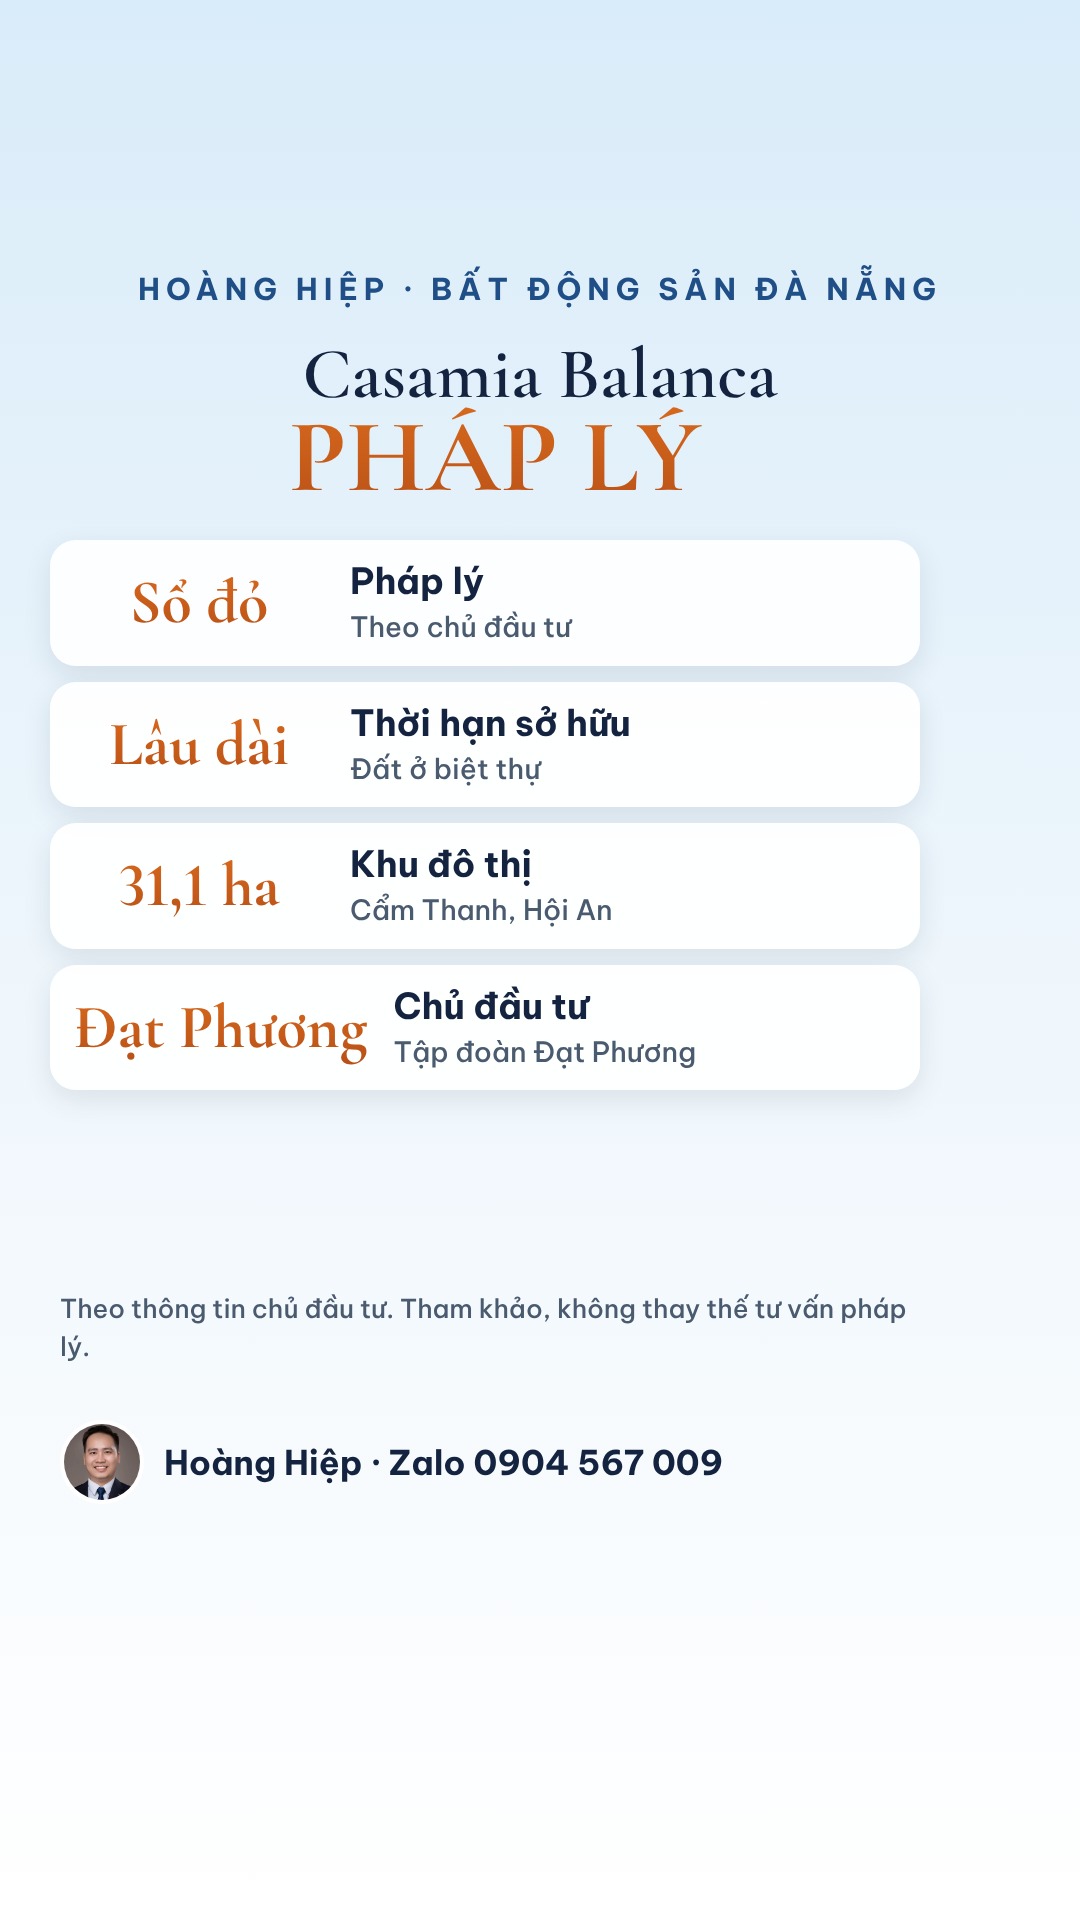 HOÀNG HIỆP · BẤT ĐỘNG SẢN ĐÀ NẴNG
Casamia Balanca
PHÁP LÝ
Sổ đỏ
Pháp lý
Theo chủ đầu tư
Lâu dài
Thời hạn sở hữu
Đất ở biệt thự
31,1 ha
Khu đô thị
Cẩm Thanh, Hội An
Đạt Phương
Chủ đầu tư
Tập đoàn Đạt Phương
Theo thông tin chủ đầu tư. Tham khảo, không thay thế tư vấn pháp
lý.
Hoàng Hiệp · Zalo 0904 567 009